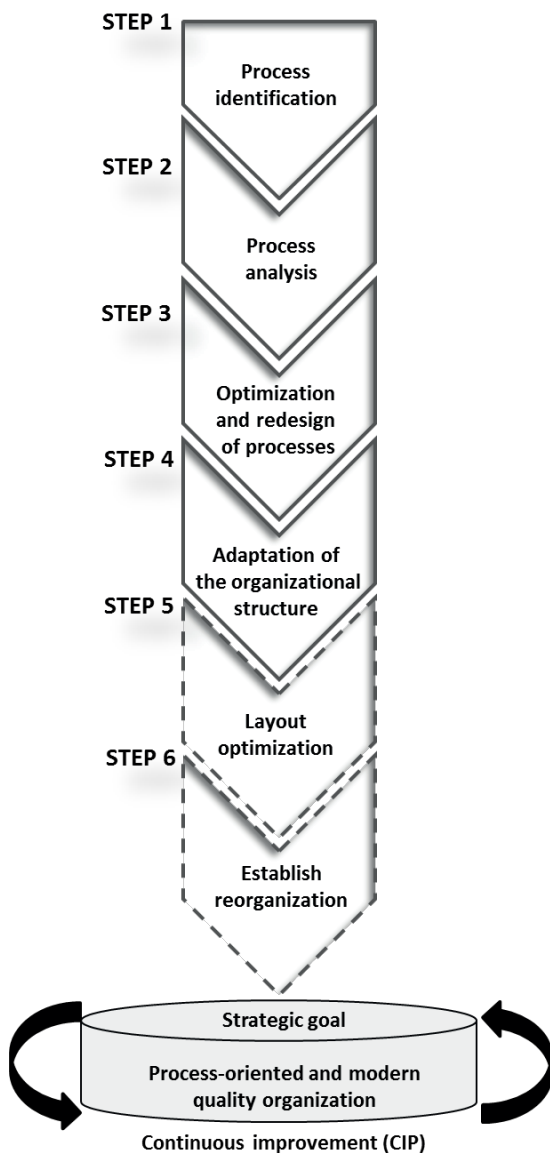 STEP 1
Process
identification
STEP 2
Process
analysis
STEP 3
Optimization
and redesign
of processes
STEP 4
Adaptation of
the organizational
structure
STEP 5
Layout
optimization
STEP 6
Establish
reorganization
Strategic goal
Process-oriented and modern
quality organization
Continuous improvement (CIP)